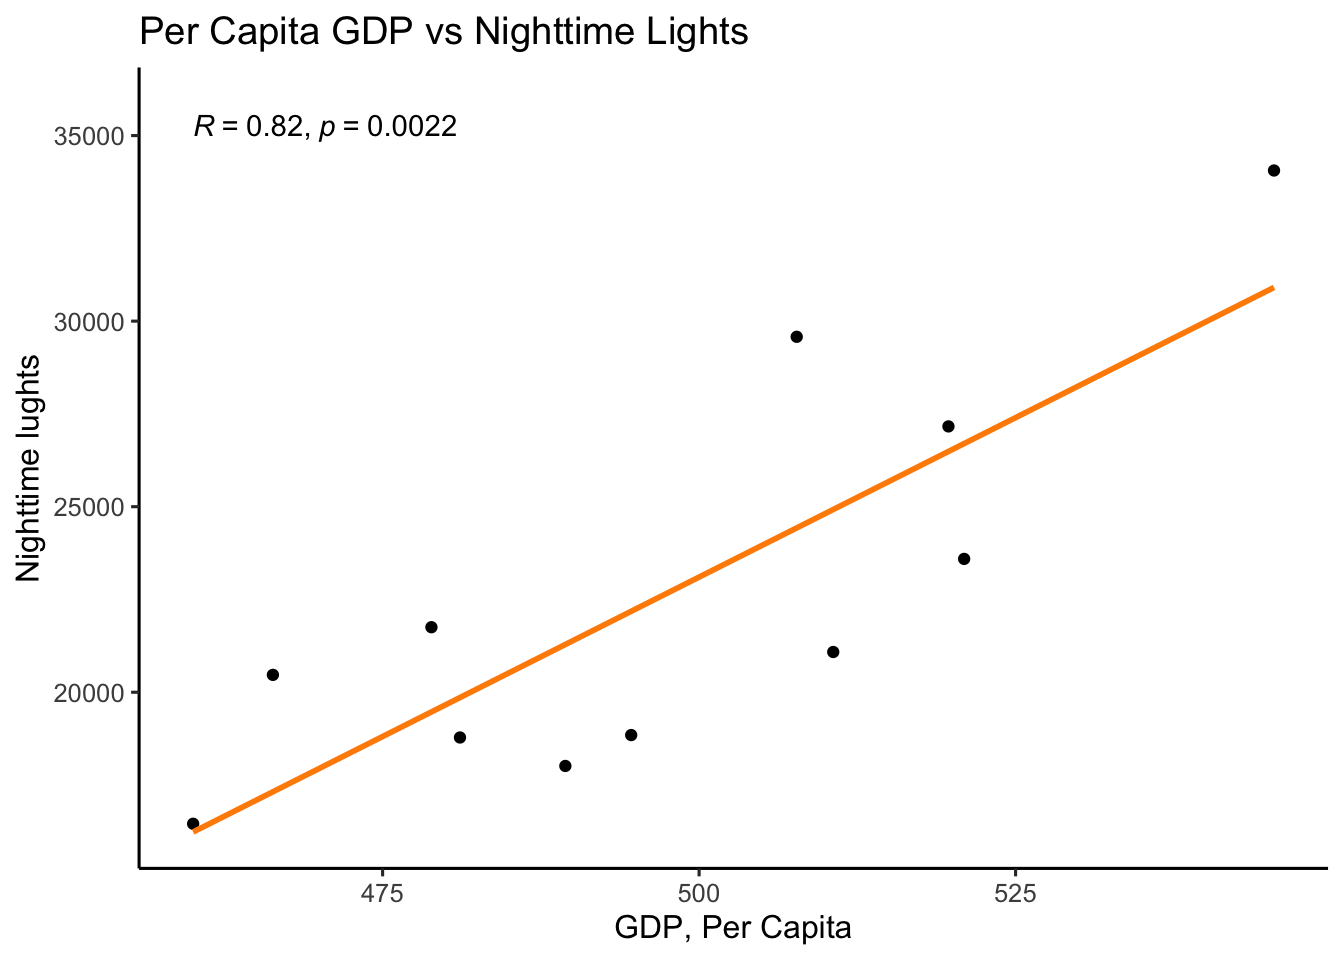 Per Capita GDP vs Nighttime Lights
R = 0.82, p = 0.0022
35000
30000
25000
20000
Nighttime lughts
475 500 525
GDP, Per Capita